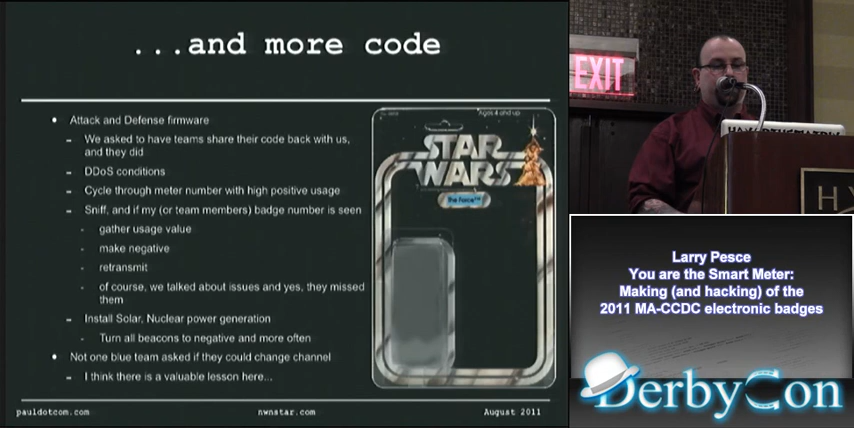 ...and more code
Attack and Defense firmware
We asked to have teams share their code back with us,
and they did
DDoS conditions
Cycle through meter number with high positive usage
Sniff, and if my (or team members) badge number is seen
gather usage value
make negative
retransmit
of course, we talked about issues and yes, they missed
them
Install Solar, Nuclear power generation
Turn all beacons to negative and more often
Not one blue team asked if they could change channel
I think there is a valuable lesson here...
Ages 4 and up
STAR
WARS
The Force
pauldotcom.com
nwnstar.com
August 2011
EXIT
HY
Larry Pesce
You are the Smart Meter:
Making (and hacking) of the
2011 MA-CCDC electronic badges
DerbyCon